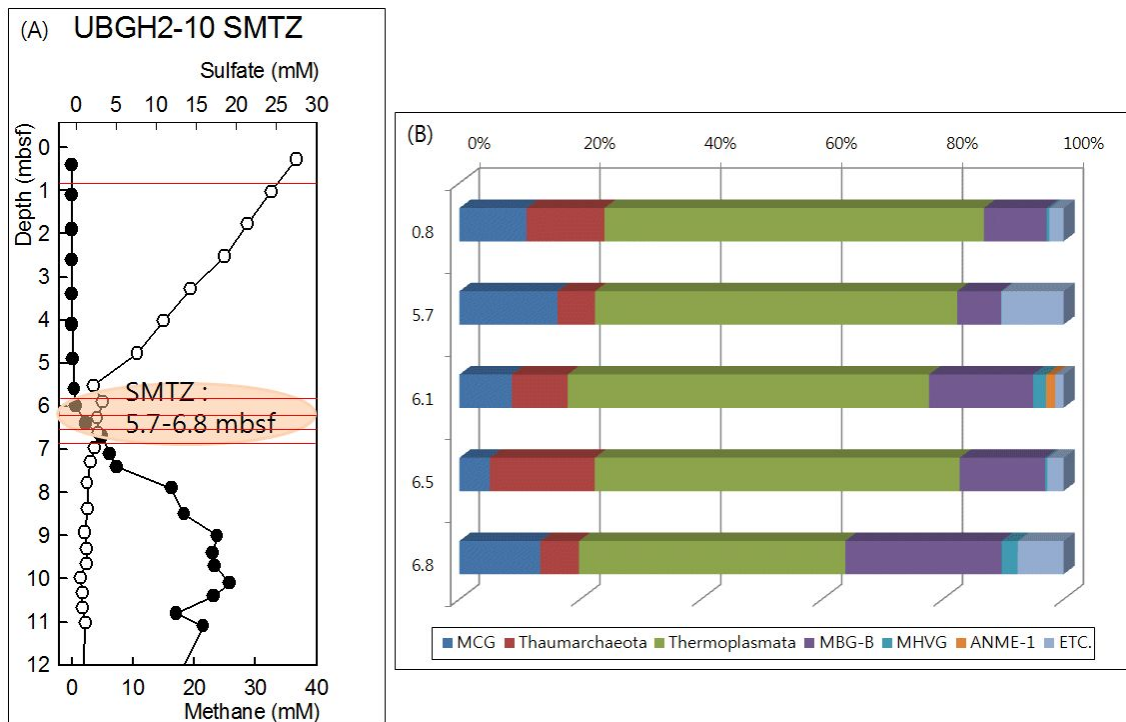 (A) UBGH2-10 SMTZ
Sulfate (mM)
0 5 10 15 20 25 30
Depth (mbsf)
0
1
2
3
4
5
6
7
8
9
10
11
12
SMTZ :
5.7-6.8 mbsf
0 10 20 30 40
Methane (mM)
(B)
0% 20% 40% 60% 80% 100%
0.8
5.7
6.1
6.5
6.8
MCG Thaumarchaeota Thermoplasmata MBG-B MHVG ANME-1 ETC.